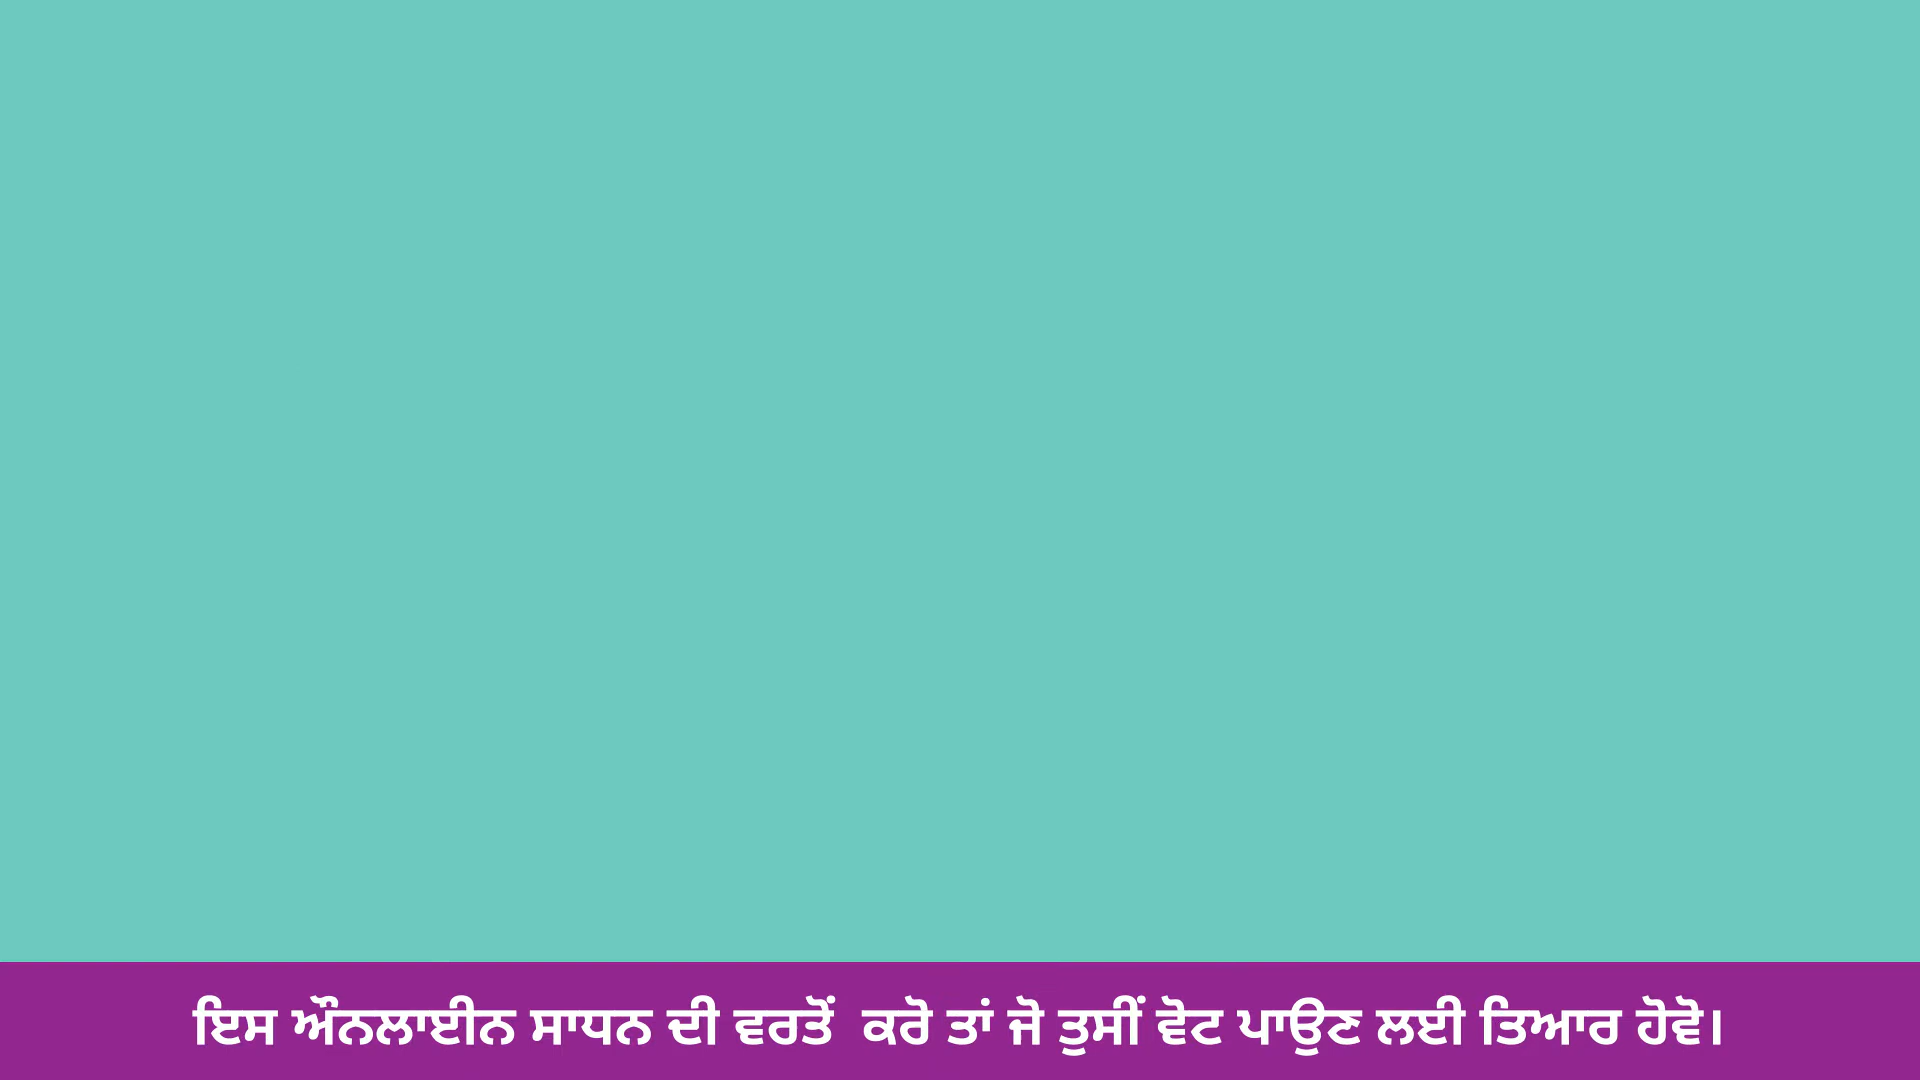 ਇਸ ਔਨਲਾਈਨ ਸਾਧਨ ਦੀ ਵਰਤੋਂ  ਕਰੋ ਤਾਂ ਜੋ ਤੁਸੀਂ ਵੋਟ ਪਾਉਣ ਲਈ ਤਿਆਰ ਹੋਵੋ।